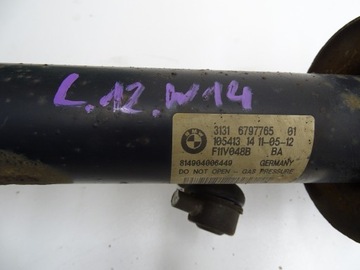 L.12.W14
3131 6797765 01
105413 14 11-05-12
F11V048B BA
814904006449 GERMANY
DO NOT OPEN - GAS PRESSURE